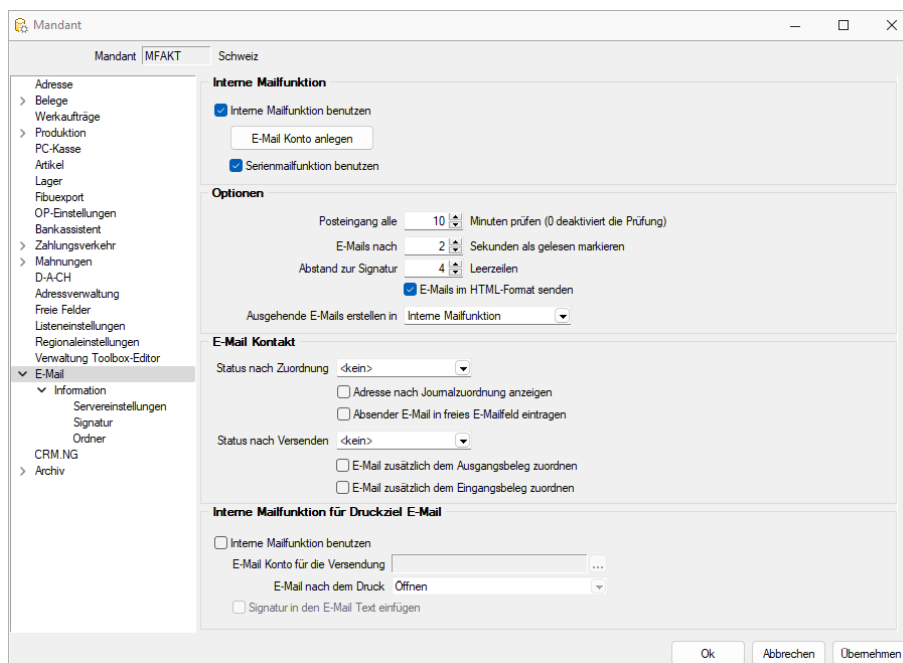 Mandant
Mandant MFAKT Schweiz
Adresse
Belege
Werkaufträge
Produktion
PC-Kasse
Artikel
Lager
Fibuexport
OP-Einstellungen
Bankassistent
Zahlungsverkehr
Mahnungen
D-A-CH
Adressverwaltung
Freie Felder
Listeneinstellungen
Regionaleinstellungen
Verwaltung Toolbox-Editor
E-Mail
Information
Servereinstellungen
Signatur
Ordner
CRM.NG
Archiv
Interne Mailfunktion
Interne Mailfunktion benutzen
E-Mail Konto anlegen
Serienmailfunktion benutzen
Optionen
Posteingang alle 10 Minuten prüfen (0 deaktiviert die Prüfung)
E-Mails nach 2 Sekunden als gelesen markieren
Abstand zur Signatur 4 Leerzeilen
E-Mails im HTML-Format senden
Ausgehende E-Mails erstellen in Interne Mailfunktion
E-Mail Kontakt
Status nach Zuordnung <kein>
Adresse nach Journalzuordnung anzeigen
Absender E-Mail in freies E-Mailfeld eintragen
Status nach Versenden <kein>
E-Mail zusätzlich dem Ausgangsbeleg zuordnen
E-Mail zusätzlich dem Eingangsbeleg zuordnen
Interne Mailfunktion für Druckziel E-Mail
Interne Mailfunktion benutzen
E-Mail Konto für die Versendung ...
E-Mail nach dem Druck Öffnen
Signatur in den E-Mail Text einfügen
Ok Abbrechen Übernehmen